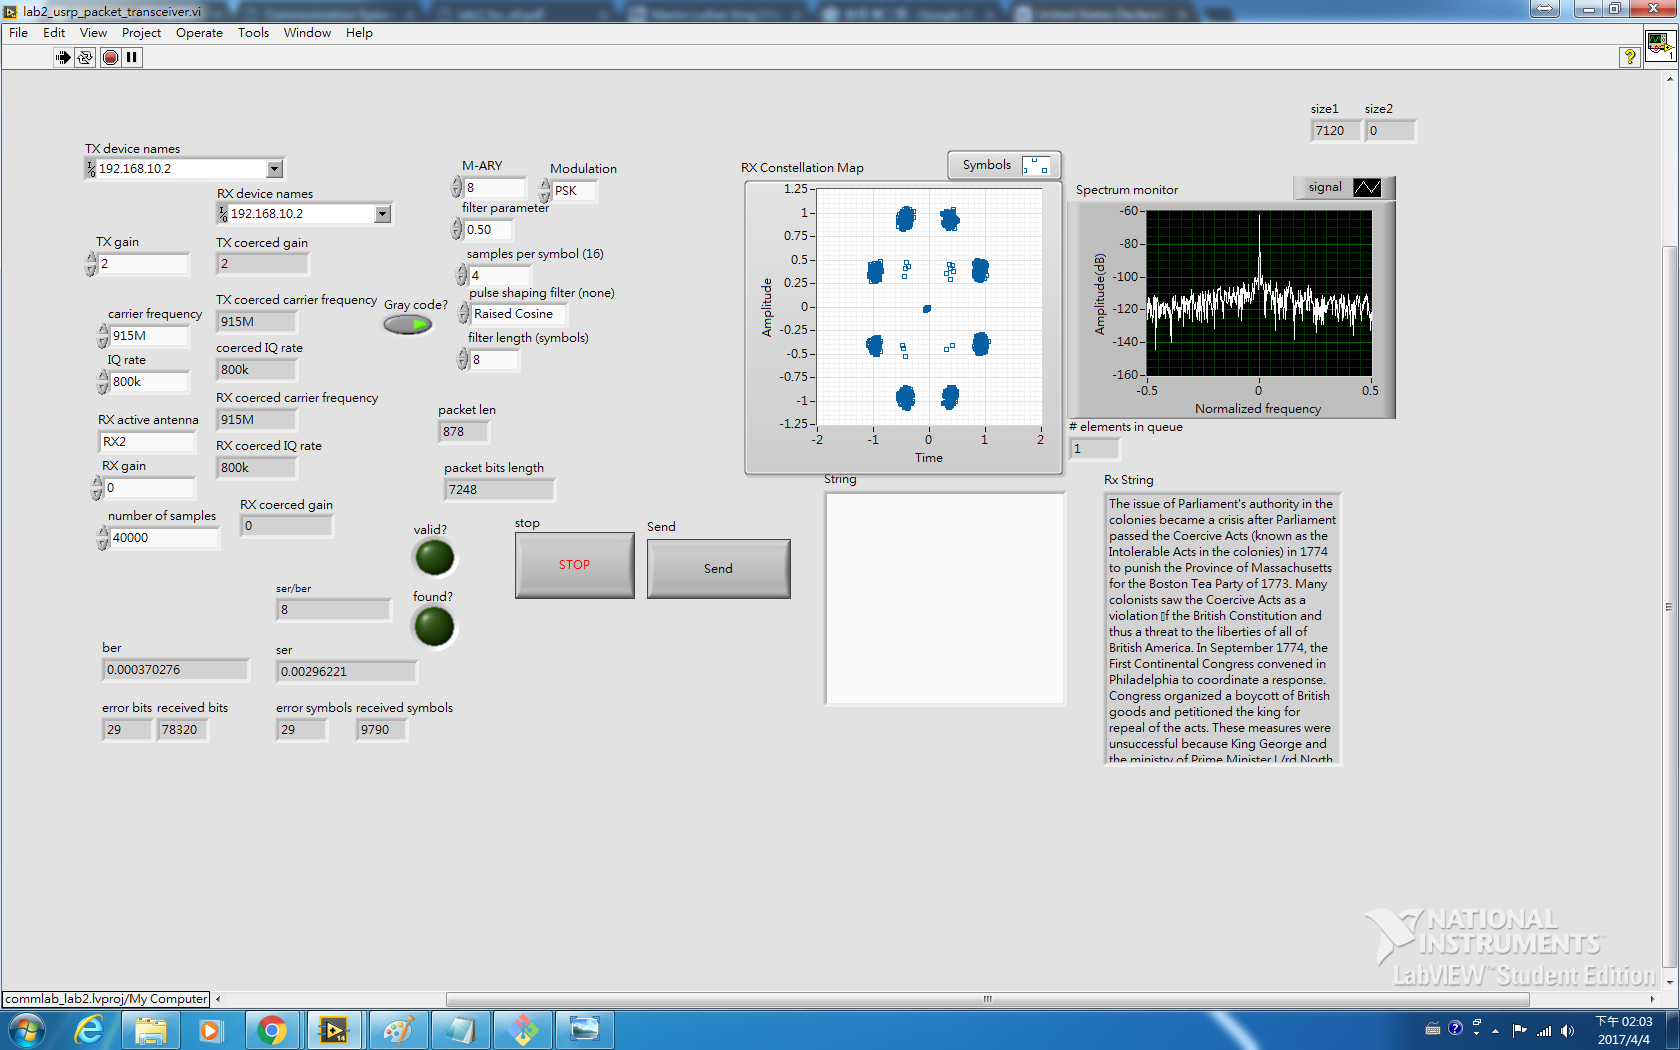 lab2_usrp_packet_transceiver.vi
File Edit View Project Operate Tools Window Help
size1 size2
7120 0
TX device names
192.168.10.2
RX device names
192.168.10.2
TX gain
2
TX coerced gain
2
carrier frequency
915M
TX coerced carrier frequency
915M
IQ rate
800k
coerced IQ rate
800k
RX active antenna
RX2
RX coerced carrier frequency
915M
RX gain
0
RX coerced IQ rate
800k
number of samples
40000
RX coerced gain
0
Gray code?
M-ARY
8
Modulation
PSK
filter parameter
0.50
samples per symbol (16)
4
pulse shaping filter (none)
Raised Cosine
filter length (symbols)
8
packet len
878
packet bits length
7248
valid?
found?
stop
STOP
Send
Send
ser/ber
8
ber
0.000370276
ser
0.00296221
error bits received bits
29 78320
error symbols received symbols
29 9790
RX Constellation Map
Symbols
Amplitude
1.25
1
0.75
0.5
0.25
0
-0.25
-0.5
-0.75
-1
-1.25
-2 -1 0 1 2
Time
Spectrum monitor
signal
Amplitude(dB)
-60
-80
-100
-120
-140
-160
-0.5 0 0.5
Normalized frequency
# elements in queue
1
String
Rx String
The issue of Parliament's authority in the
colonies became a crisis after Parliament
passed the Coercive Acts (known as the
Intolerable Acts in the colonies) in 1774
to punish the Province of Massachusetts
for the Boston Tea Party of 1773. Many
colonists saw the Coercive Acts as a
violation ▯f the British Constitution and
thus a threat to the liberties of all of
British America. In September 1774, the
First Continental Congress convened in
Philadelphia to coordinate a response.
Congress organized a boycott of British
goods and petitioned the king for
repeal of the acts. These measures were
unsuccessful because King George and
the ministry of Prime Minister L/rd North
NATIONAL
INSTRUMENTS™
LabVIEW™ Student Edition
commlab_lab2.lvproj/My Computer
下午 02:03
2017/4/4